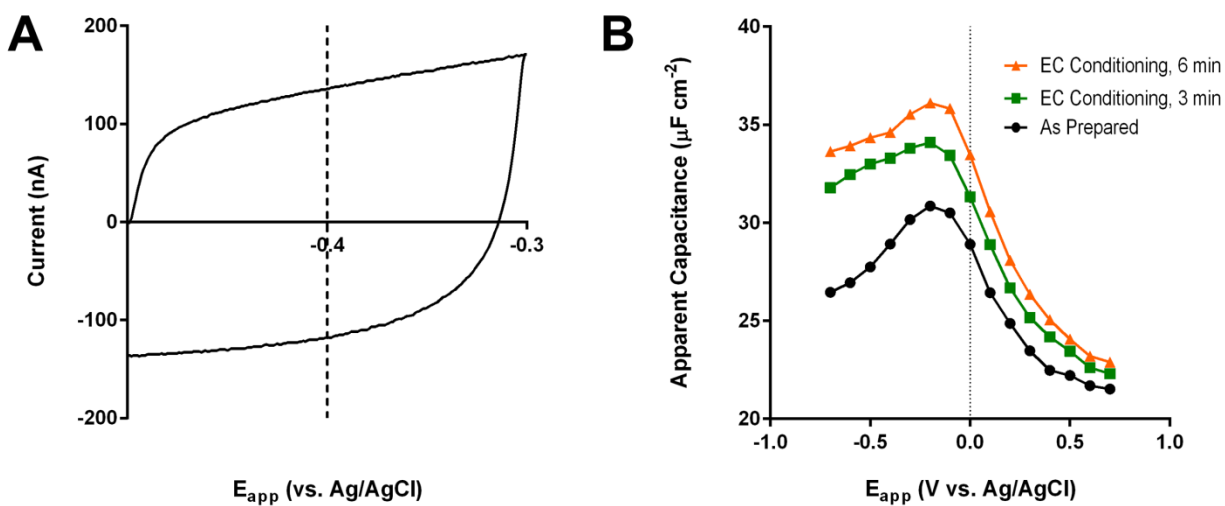 A
200
100
0
-100
-200
-0.4
-0.3
Current (nA)
E_app (vs. Ag/AgCl)
B
40
35
30
25
20
-1.0
-0.5
0.0
0.5
1.0
Apparent Capacitance (μF cm⁻²)
E_app (V vs. Ag/AgCl)
EC Conditioning, 6 min
EC Conditioning, 3 min
As Prepared